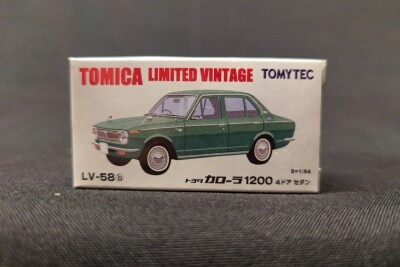 TOMICA LIMITED VINTAGE TOMYTEC
S=1:64
LV-58ⓑ トヨタ カローラ1200 4ドア セダン